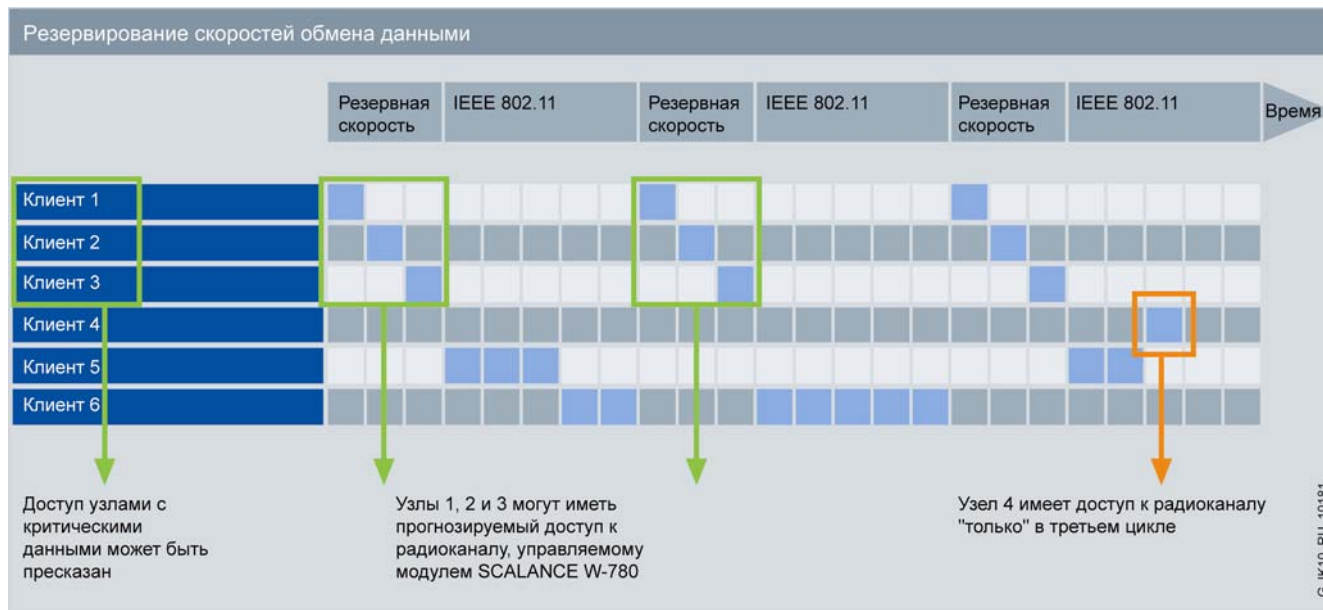 Резервирование скоростей обмена данными
Резервная
скорость
IEEE 802.11
Резервная
скорость
IEEE 802.11
Резервная
скорость
IEEE 802.11
Время
Клиент 1
Клиент 2
Клиент 3
Клиент 4
Клиент 5
Клиент 6
Доступ узлами с
критическими
данными может быть
пресказан
Узлы 1, 2 и 3 могут иметь
прогнозируемый доступ к
радиоканалу, управляемому
модулем SCALANCE W-780
Узел 4 имеет доступ к радиоканалу
"только" в третьем цикле
G_IK10_RU_10181